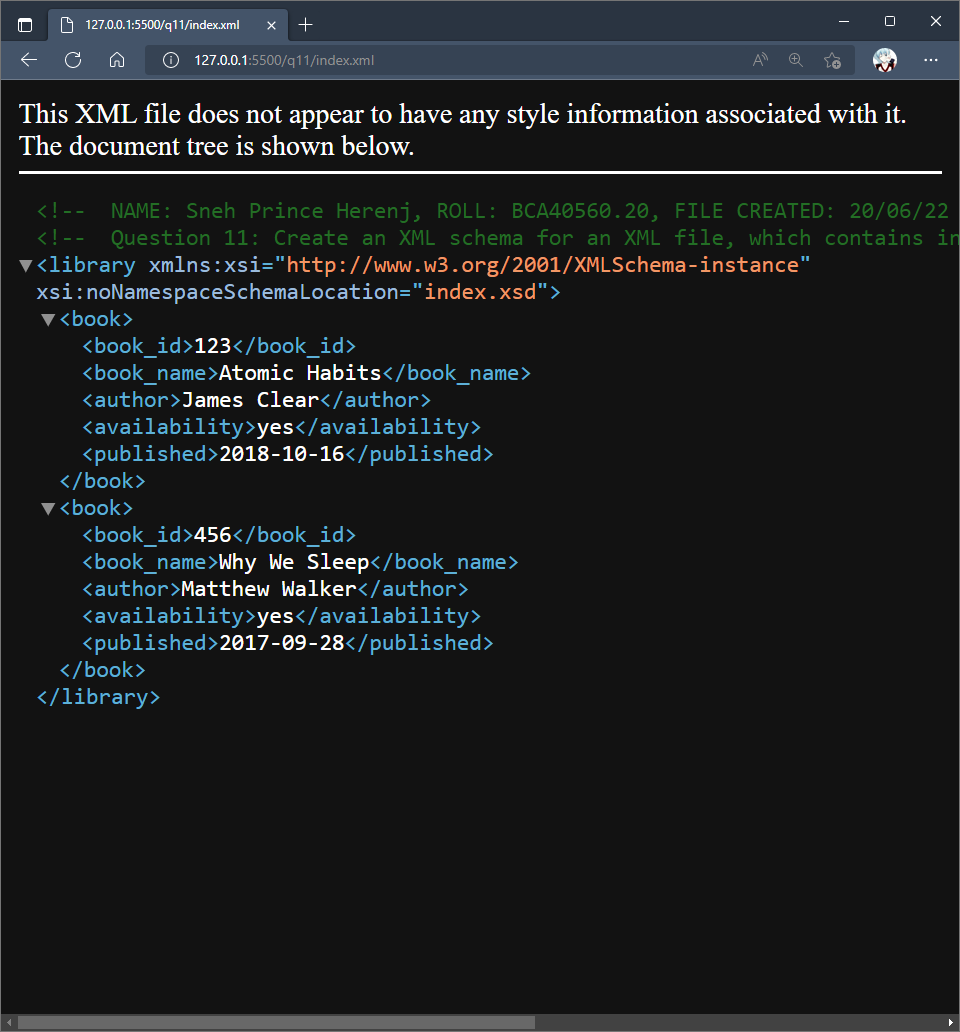 127.0.0.1:5500/q11/index.xml
127.0.0.1:5500/q11/index.xml
This XML file does not appear to have any style information associated with it.
The document tree is shown below.
<!--  NAME: Sneh Prince Herenj, ROLL: BCA40560.20, FILE CREATED: 20/06/22
<!--  Question 11: Create an XML schema for an XML file, which contains in
<library xmlns:xsi="http://www.w3.org/2001/XMLSchema-instance"
xsi:noNamespaceSchemaLocation="index.xsd">
<book>
<book_id>123</book_id>
<book_name>Atomic Habits</book_name>
<author>James Clear</author>
<availability>yes</availability>
<published>2018-10-16</published>
</book>
<book>
<book_id>456</book_id>
<book_name>Why We Sleep</book_name>
<author>Matthew Walker</author>
<availability>yes</availability>
<published>2017-09-28</published>
</book>
</library>